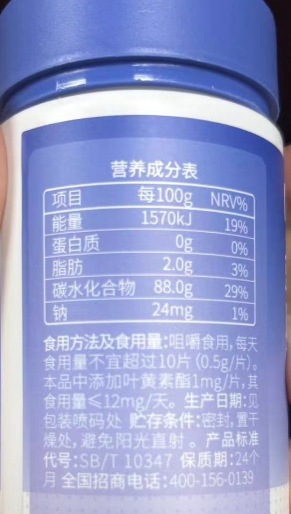 营养成分表
项目 每100g NRV%
能量 1570kJ 19%
蛋白质 0g 0%
脂肪 2.0g 3%
碳水化合物 88.0g 29%
钠 24mg 1%
食用方法及食用量:咀嚼食用,每天
食用量不宜超过10片(0.5g/片)。
本品中添加叶黄素酯1mg/片,其
食用量≤12mg/天。生产日期:见
包装喷码处 贮存条件:密封,置干
燥处,避免阳光直射。产品标准
代号:SB/T 10347 保质期:24个
月 全国招商电话:400-156-0139